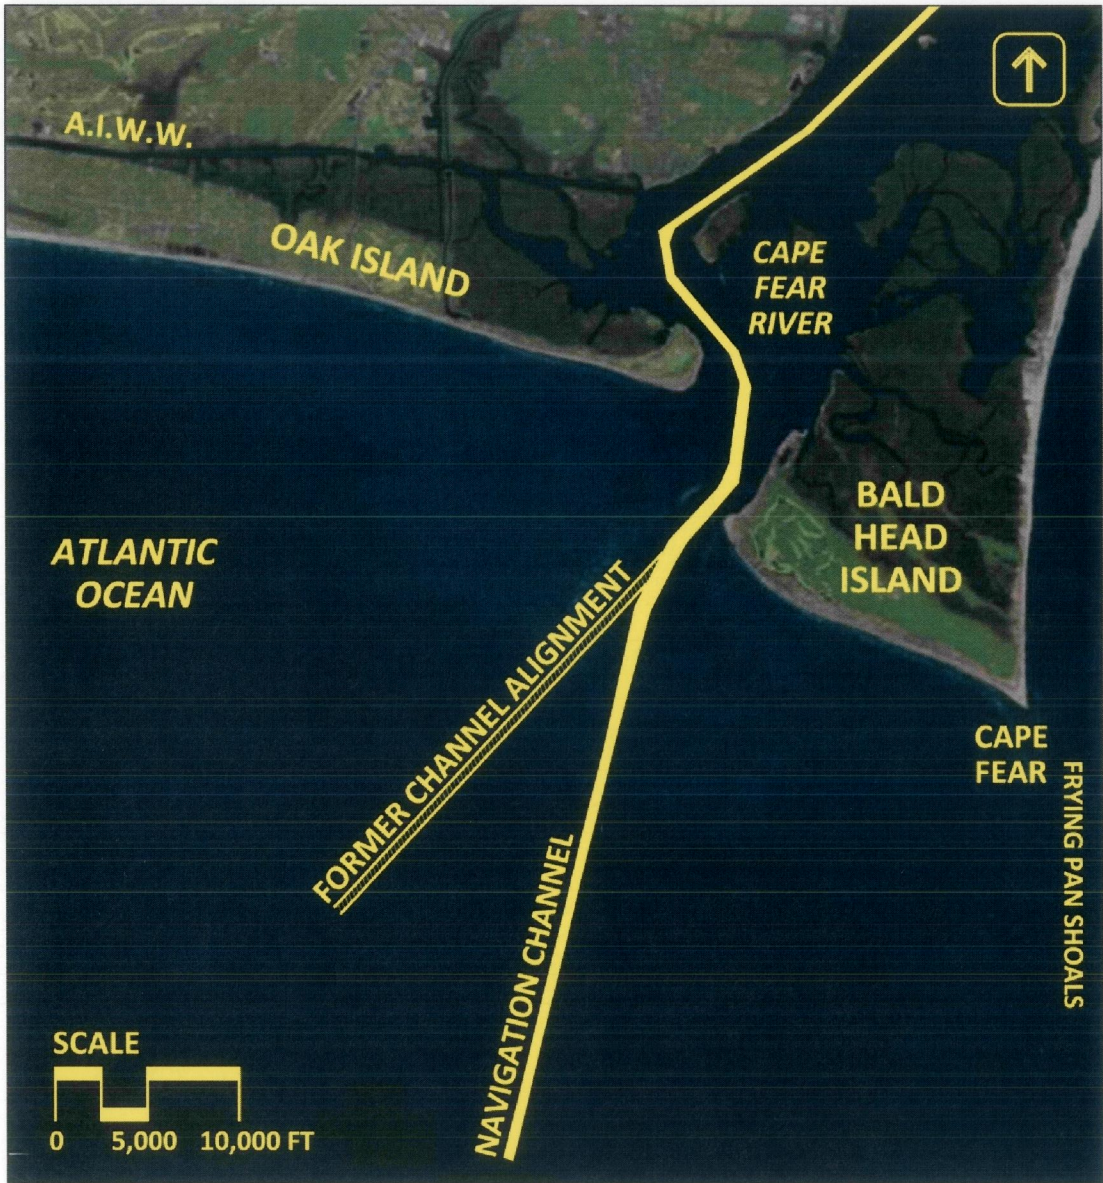 A.I.W.W.
OAK ISLAND
CAPE
FEAR
RIVER
BALD
HEAD
ISLAND
ATLANTIC
OCEAN
FORMER CHANNEL ALIGNMENT
CAPE
FEAR
FRYING PAN SHOALS
NAVIGATION CHANNEL
SCALE
0 5,000 10,000 FT